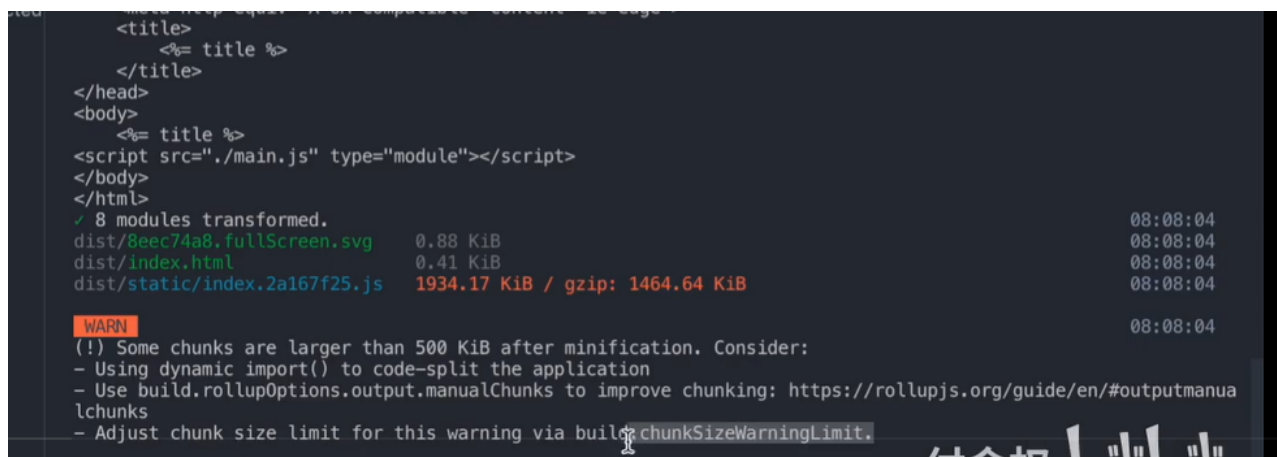 <title>
<%= title %>
</title>
</head>
<body>
<%= title %>
<script src="./main.js" type="module"></script>
</body>
</html>
✓ 8 modules transformed. 08:08:04
dist/8eec74a8.fullScreen.svg 0.88 KiB 08:08:04
dist/index.html 0.41 KiB 08:08:04
dist/static/index.2a167f25.js 1934.17 KiB / gzip: 1464.64 KiB 08:08:04
WARN 08:08:04
(!) Some chunks are larger than 500 KiB after minification. Consider:
– Using dynamic import() to code-split the application
– Use build.rollupOptions.output.manualChunks to improve chunking: https://rollupjs.org/guide/en/#outputmanua
lchunks
– Adjust chunk size limit for this warning via build.chunkSizeWarningLimit.